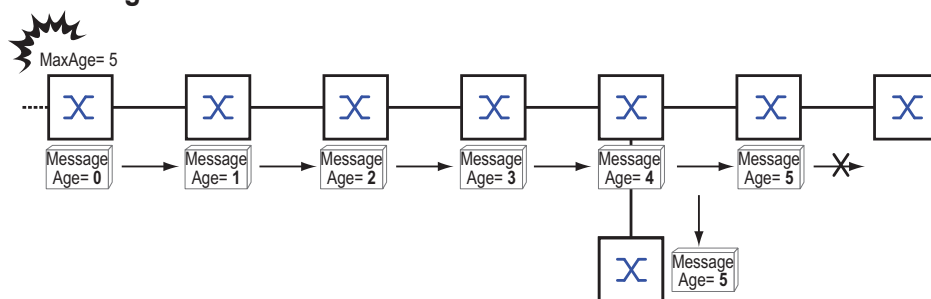 MaxAge= 5
Message
Age= 0
Message
Age= 1
Message
Age= 2
Message
Age= 3
Message
Age= 4
Message
Age= 5
Message
Age= 5